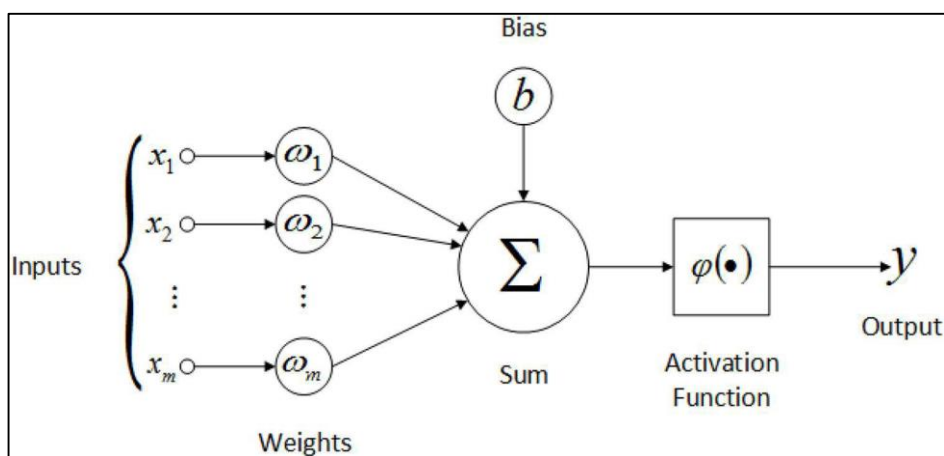 Bias
b
x₁ ω₁
x₂ ω₂
Inputs Σ φ(•) y
⋮ ⋮
Output
xₘ ωₘ
Sum Activation
Function
Weights